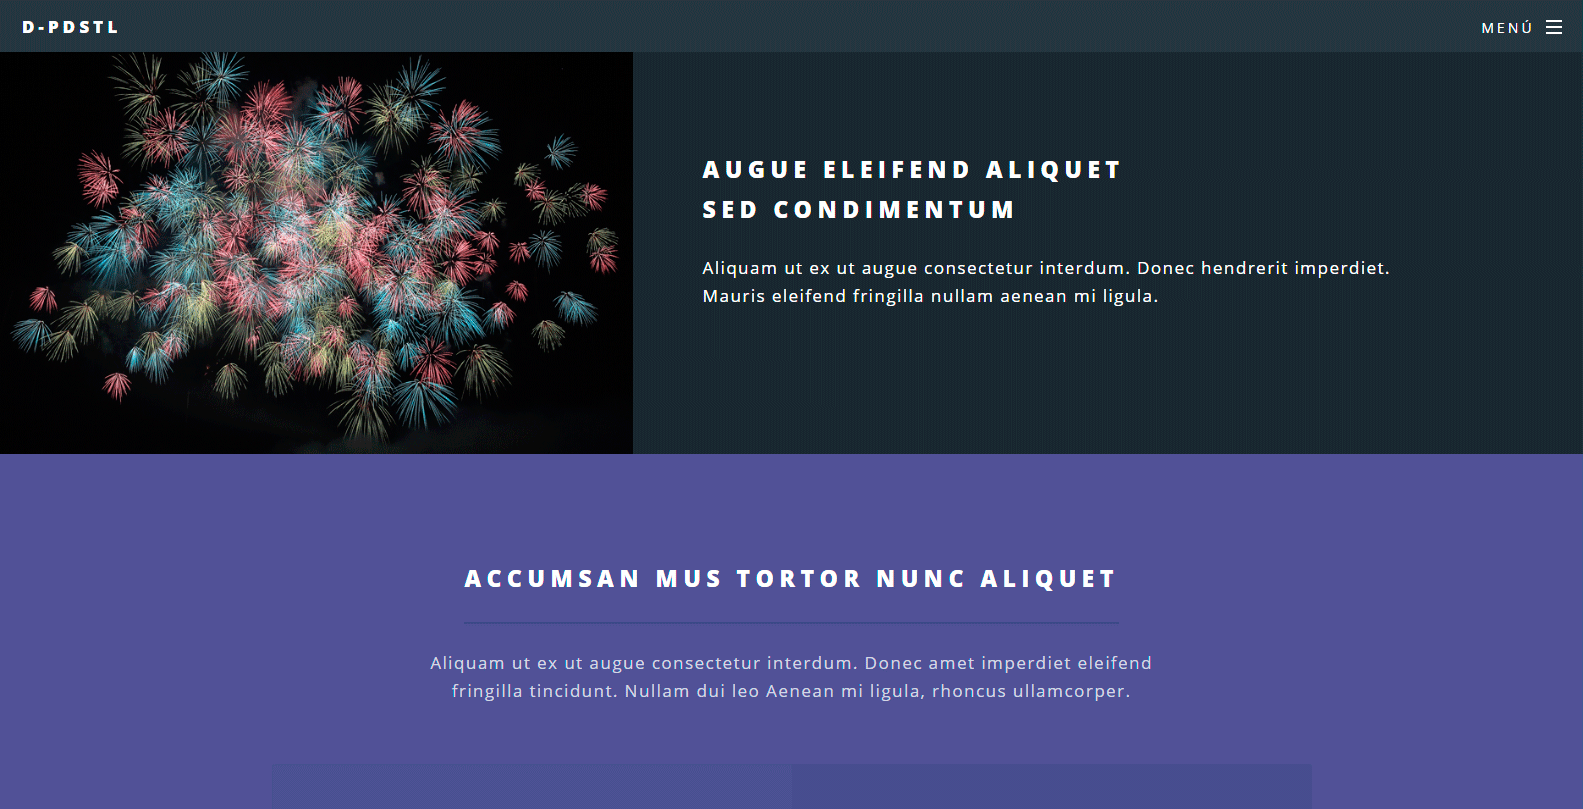 D-PDSTL
MENÚ
AUGUE ELEIFEND ALIQUET
SED CONDIMENTUM
Aliquam ut ex ut augue consectetur interdum. Donec hendrerit imperdiet.
Mauris eleifend fringilla nullam aenean mi ligula.
ACCUMSAN MUS TORTOR NUNC ALIQUET
Aliquam ut ex ut augue consectetur interdum. Donec amet imperdiet eleifend
fringilla tincidunt. Nullam dui leo Aenean mi ligula, rhoncus ullamcorper.